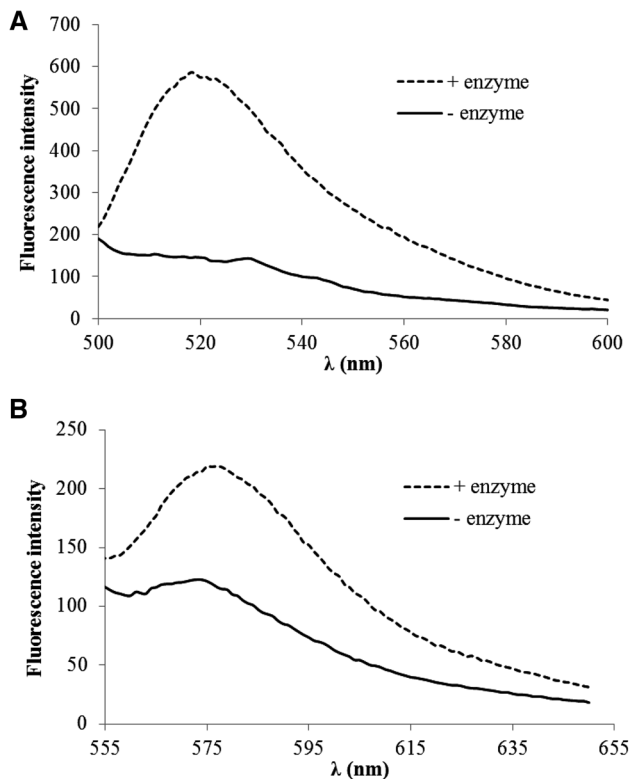 A
Fluorescence intensity
700
600
500
400
300
200
100
0
+ enzyme
- enzyme
500 520 540 560 580 600
λ (nm)
B
Fluorescence intensity
250
200
150
100
50
0
+ enzyme
- enzyme
555 575 595 615 635 655
λ (nm)